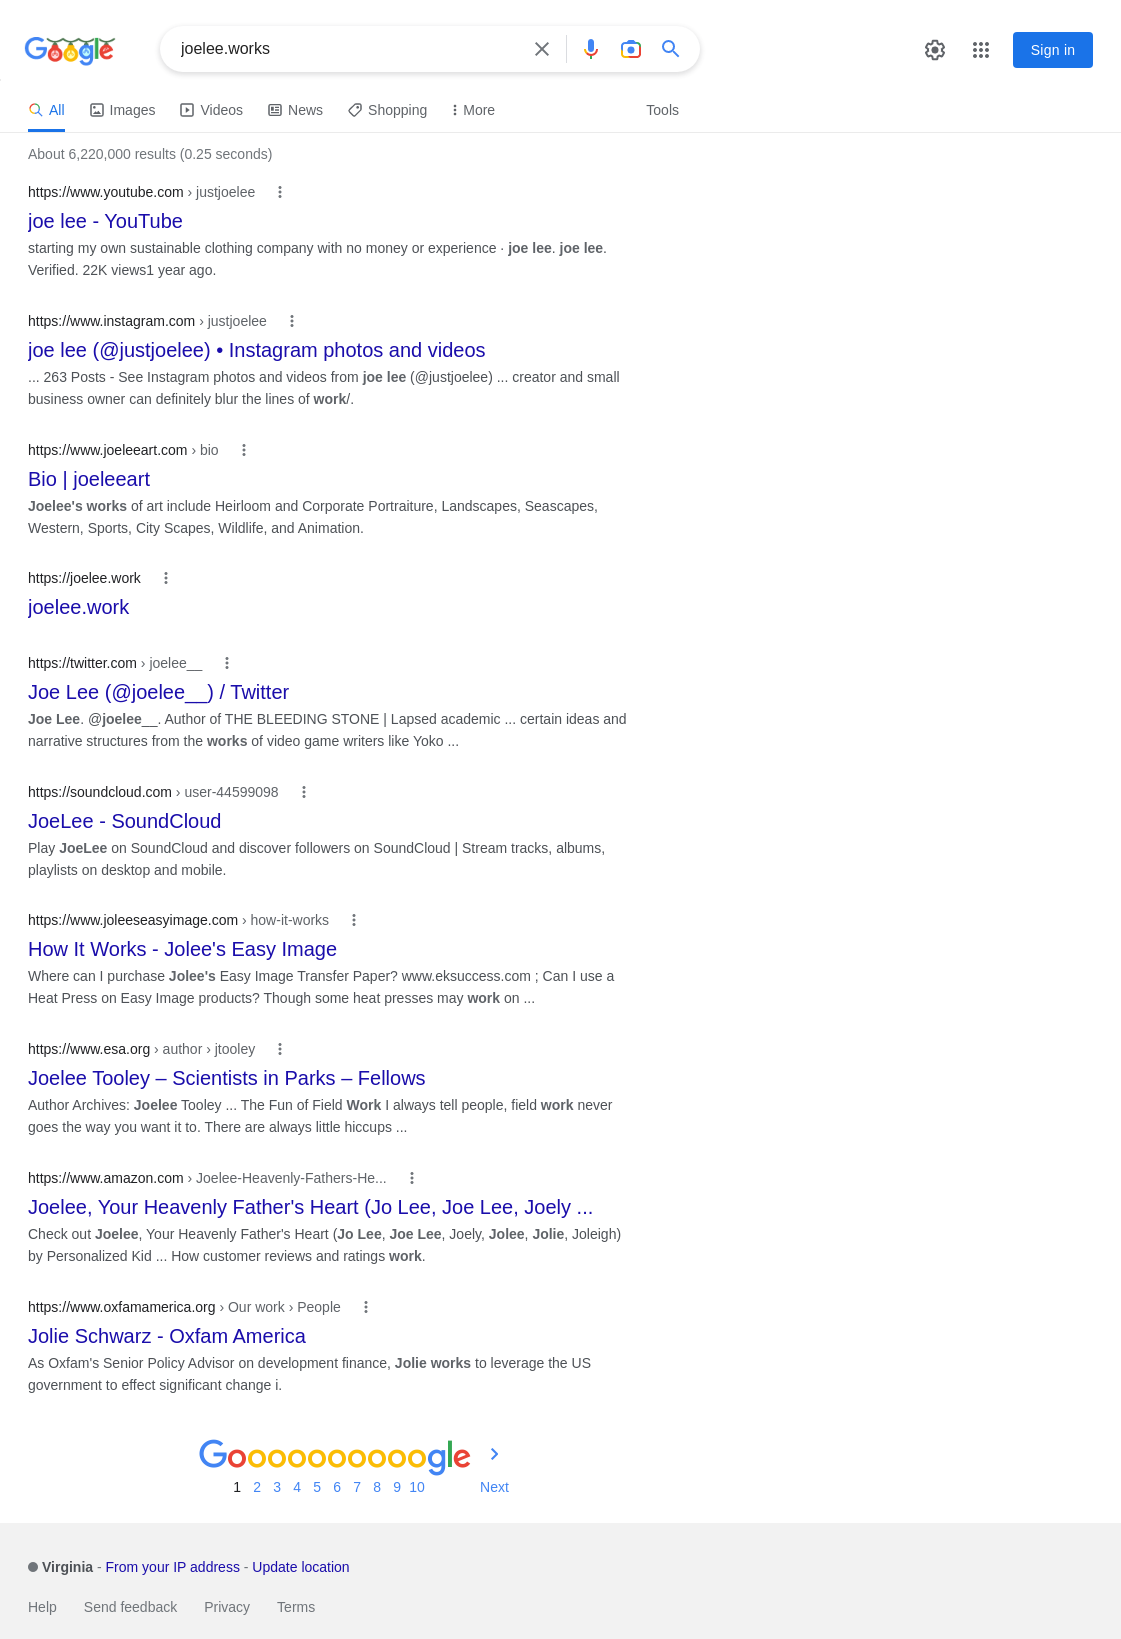 Google
joelee.works
Sign in
All
Images
Videos
News
Shopping
More
Tools
About 6,220,000 results (0.25 seconds)
https://www.youtube.com › justjoelee
joe lee - YouTube
starting my own sustainable clothing company with no money or experience · joe lee. joe lee.
Verified. 22K views1 year ago.
https://www.instagram.com › justjoelee
joe lee (@justjoelee) • Instagram photos and videos
... 263 Posts - See Instagram photos and videos from joe lee (@justjoelee) ... creator and small
business owner can definitely blur the lines of work/.
https://www.joeleeart.com › bio
Bio | joeleeart
Joelee's works of art include Heirloom and Corporate Portraiture, Landscapes, Seascapes,
Western, Sports, City Scapes, Wildlife, and Animation.
https://joelee.work
joelee.work
https://twitter.com › joelee__
Joe Lee (@joelee__) / Twitter
Joe Lee. @joelee__. Author of THE BLEEDING STONE | Lapsed academic ... certain ideas and
narrative structures from the works of video game writers like Yoko ...
https://soundcloud.com › user-44599098
JoeLee - SoundCloud
Play JoeLee on SoundCloud and discover followers on SoundCloud | Stream tracks, albums,
playlists on desktop and mobile.
https://www.joleeseasyimage.com › how-it-works
How It Works - Jolee's Easy Image
Where can I purchase Jolee's Easy Image Transfer Paper? www.eksuccess.com ; Can I use a
Heat Press on Easy Image products? Though some heat presses may work on ...
https://www.esa.org › author › jtooley
Joelee Tooley – Scientists in Parks – Fellows
Author Archives: Joelee Tooley ... The Fun of Field Work I always tell people, field work never
goes the way you want it to. There are always little hiccups ...
https://www.amazon.com › Joelee-Heavenly-Fathers-He...
Joelee, Your Heavenly Father's Heart (Jo Lee, Joe Lee, Joely ...
Check out Joelee, Your Heavenly Father's Heart (Jo Lee, Joe Lee, Joely, Jolee, Jolie, Joleigh)
by Personalized Kid ... How customer reviews and ratings work.
https://www.oxfamamerica.org › Our work › People
Jolie Schwarz - Oxfam America
As Oxfam's Senior Policy Advisor on development finance, Jolie works to leverage the US
government to effect significant change i.
Goooooooooogle
1 2 3 4 5 6 7 8 9 10 Next
Virginia - From your IP address - Update location
Help Send feedback Privacy Terms